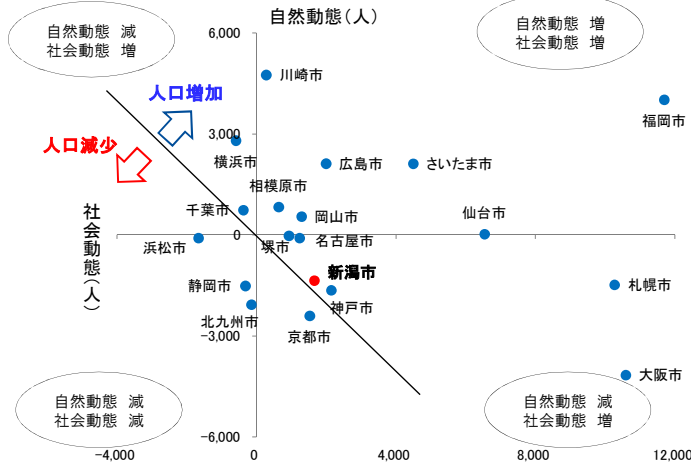 自然動態（人）
自然動態　減
社会動態　増
自然動態　増
社会動態　増
6,000
川崎市
人口増加
福岡市
3,000
人口減少
横浜市
広島市
さいたま市
相模原市
千葉市
岡山市
仙台市
社会動態（人）
0
浜松市
堺市
名古屋市
新潟市
静岡市
札幌市
神戸市
北九州市
京都市
-3,000
大阪市
自然動態　減
社会動態　減
自然動態　減
社会動態　増
-6,000
-4,000
0
4,000
8,000
12,000